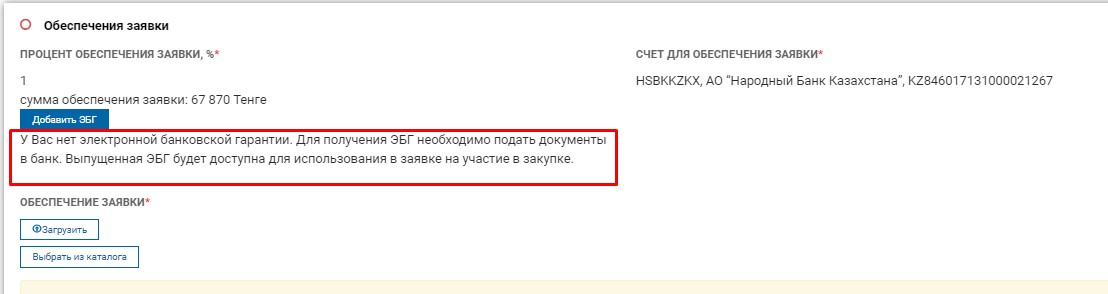 Обеспечения заявки
ПРОЦЕНТ ОБЕСПЕЧЕНИЯ ЗАЯВКИ, %*
1
сумма обеспечения заявки: 67 870 Тенге
Добавить ЭБГ
У Вас нет электронной банковской гарантии. Для получения ЭБГ необходимо подать документы
в банк. Выпущенная ЭБГ будет доступна для использования в заявке на участие в закупке.
ОБЕСПЕЧЕНИЕ ЗАЯВКИ*
Загрузить
Выбрать из каталога
СЧЕТ ДЛЯ ОБЕСПЕЧЕНИЯ ЗАЯВКИ*
HSBKKZKX, АО “Народный Банк Казахстана”, KZ846017131000021267